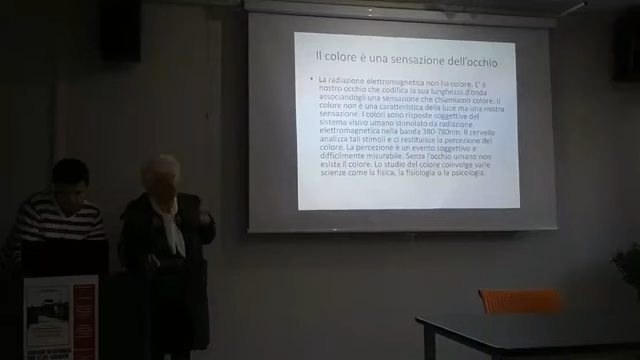 Il colore è una sensazione dell'occhio
• La radiazione elettromagnetica non ha colore. E' il
nostro occhio che codifica la sua lunghezza d'onda
associandogli una sensazione che chiamiamo colore. Il
colore non è una caratteristica della luce ma una nostra
sensazione. I colori sono risposte soggettive del
sistema visivo umano stimolato da radiazione
elettromagnetica nella banda 380-780nm. Il cervello
analizza tali stimoli e ci restituisce la percezione del
colore. La percezione è un evento soggettivo e
difficilmente misurabile. Senza l'occhio umano non
esiste il colore. Lo studio del colore coinvolge varie
scienze come la fisica, la fisiologia o la psicologia.